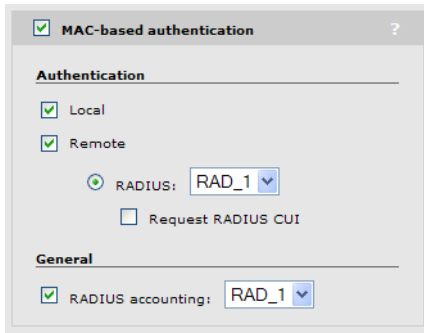 MAC-based authentication ?
Authentication
Local
Remote
RADIUS: RAD_1
Request RADIUS CUI
General
RADIUS accounting: RAD_1